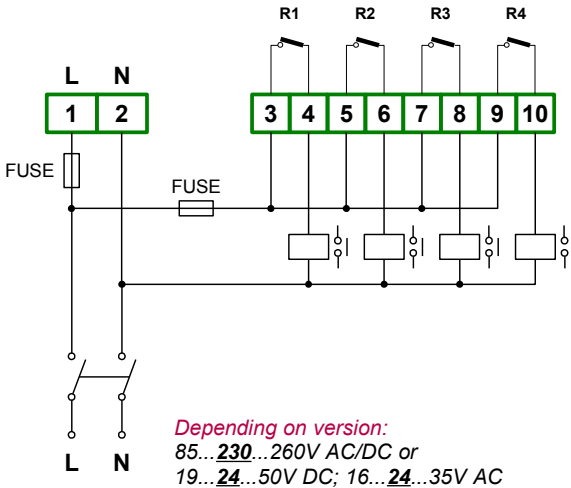 R1 R2 R3 R4
L N
1 2 3 4 5 6 7 8 9 10
FUSE
FUSE
Depending on version:
85...230...260V AC/DC or
L N
19...24...50V DC; 16...24...35V AC